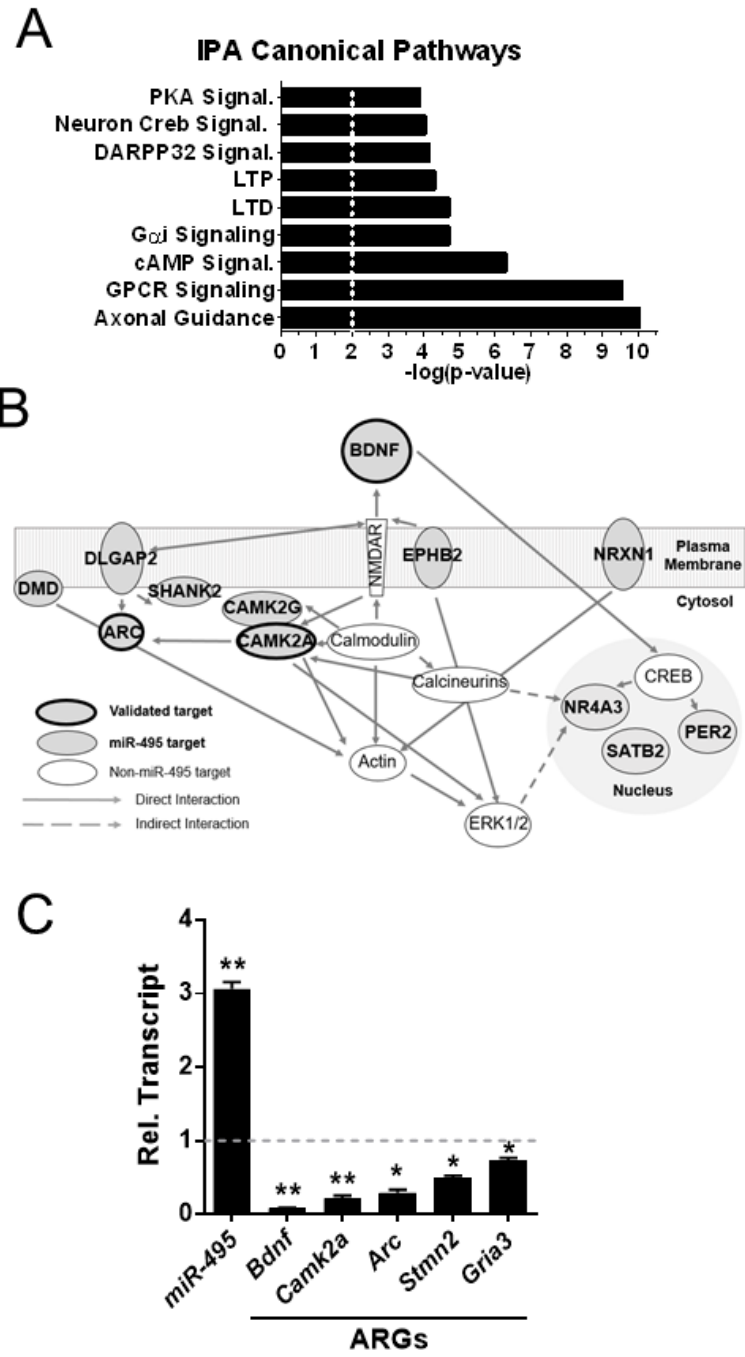 A
IPA Canonical Pathways
PKA Signal.
Neuron Creb Signal.
DARPP32 Signal.
LTP
LTD
Gαi Signaling
cAMP Signal.
GPCR Signaling
Axonal Guidance
0 1 2 3 4 5 6 7 8 9 10
-log(p-value)
B
BDNF
DLGAP2
NMDAR
EPHB2
NRXN1
Plasma
Membrane
DMD
SHANK2
Cytosol
CAMK2G
ARC
CAMK2A
Calmodulin
Calcineurins
CREB
NR4A3
PER2
SATB2
Nucleus
Actin
ERK1/2
Validated target
miR-495 target
Non-miR-495 target
Direct Interaction
Indirect Interaction
C
Rel. Transcript
4
3
2
1
0
**
**
**
*
*
*
miR-495
Bdnf
Camk2a
Arc
Stmn2
Gria3
ARGs